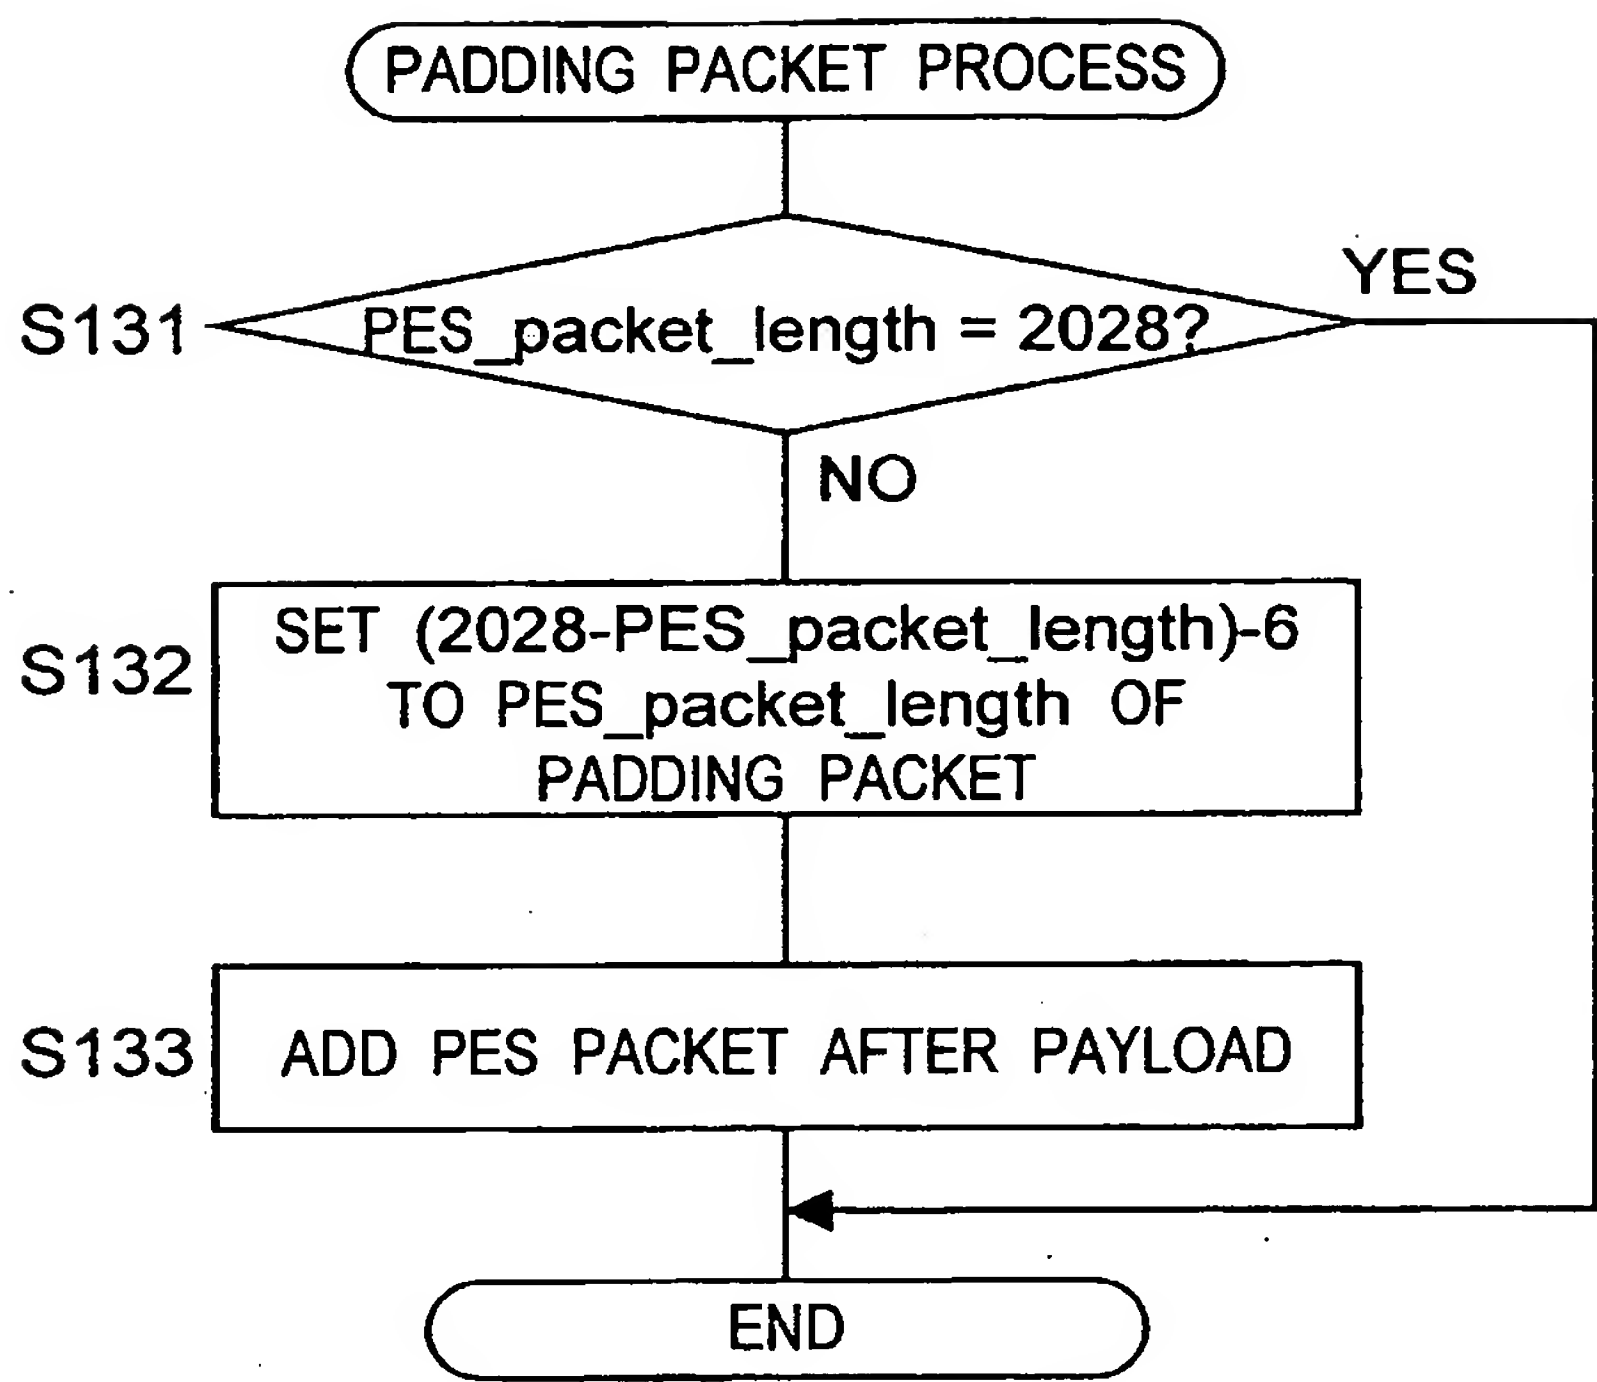 PADDING PACKET PROCESS
YES
S131
PES_packet_length = 2028?
NO
S132
SET (2028-PES_packet_length)-6
TO PES_packet_length OF
PADDING PACKET
S133
ADD PES PACKET AFTER PAYLOAD
END